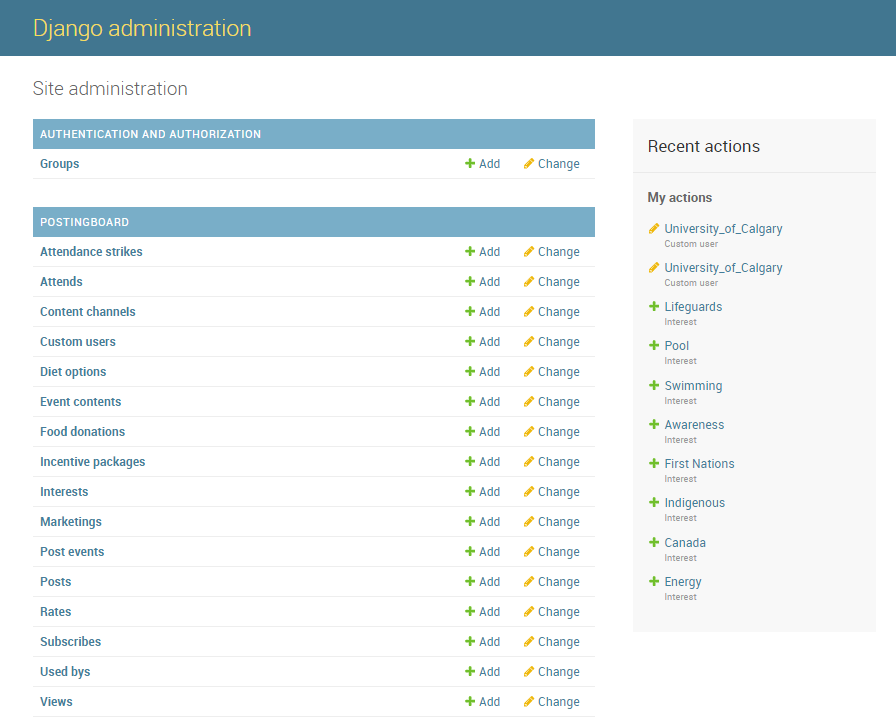 Django administration
Site administration
AUTHENTICATION AND AUTHORIZATION
Groups Add Change
POSTINGBOARD
Attendance strikes Add Change
Attends Add Change
Content channels Add Change
Custom users Add Change
Diet options Add Change
Event contents Add Change
Food donations Add Change
Incentive packages Add Change
Interests Add Change
Marketings Add Change
Post events Add Change
Posts Add Change
Rates Add Change
Subscribes Add Change
Used bys Add Change
Views Add Change
Recent actions
My actions
University_of_Calgary
Custom user
University_of_Calgary
Custom user
Lifeguards
Interest
Pool
Interest
Swimming
Interest
Awareness
Interest
First Nations
Interest
Indigenous
Interest
Canada
Interest
Energy
Interest